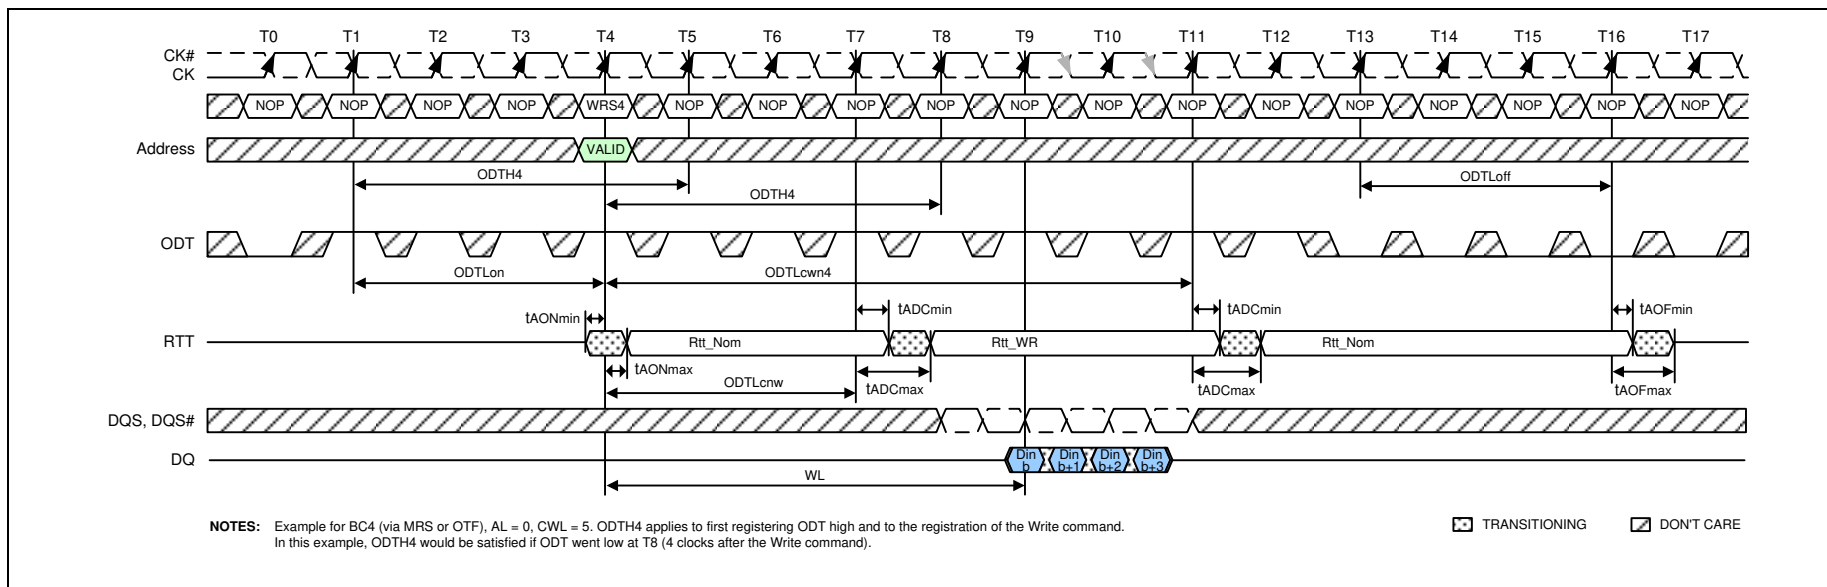 T0 T1 T2 T3 T4 T5 T6 T7 T8 T9 T10 T11 T12 T13 T14 T15 T16 T17
CK#
CK
NOP NOP NOP NOP WRS4 NOP NOP NOP NOP NOP NOP NOP NOP NOP NOP NOP NOP NOP
Address VALID
ODTH4 ODTLoff
ODTH4
ODT
ODTLon ODTLcwn4
tAONmin tADCmin tADCmin tAOFmin
RTT Rtt_Nom Rtt_WR Rtt_Nom
tAONmax ODTLcnw tADCmax tADCmax tAOFmax
DQS, DQS#
DQ Din b Din b+1 Din b+2 Din b+3
WL
NOTES: Example for BC4 (via MRS or OTF), AL = 0, CWL = 5. ODTH4 applies to first registering ODT high and to the registration of the Write command.
In this example, ODTH4 would be satisfied if ODT went low at T8 (4 clocks after the Write command).
TRANSITIONING DON'T CARE